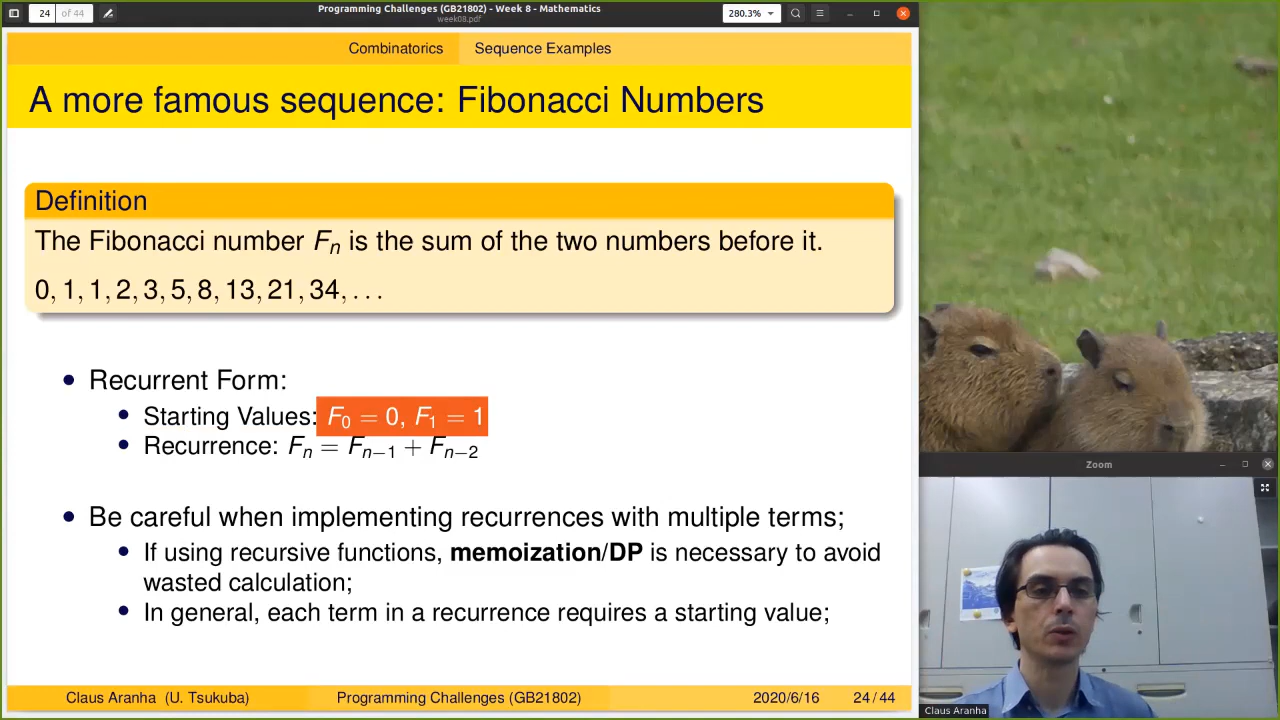 24 of 44
Programming Challenges (GB21802) - Week 8 - Mathematics
week08.pdf
280.3%
Combinatorics Sequence Examples
A more famous sequence: Fibonacci Numbers
Definition
The Fibonacci number Fn is the sum of the two numbers before it.
0, 1, 1, 2, 3, 5, 8, 13, 21, 34, . . .
• Recurrent Form:
• Starting Values: F0 = 0, F1 = 1
• Recurrence: Fn = Fn−1 + Fn−2
• Be careful when implementing recurrences with multiple terms;
• If using recursive functions, memoization/DP is necessary to avoid
wasted calculation;
• In general, each term in a recurrence requires a starting value;
Claus Aranha (U. Tsukuba) Programming Challenges (GB21802) 2020/6/16 24 / 44
Zoom
Claus Aranha